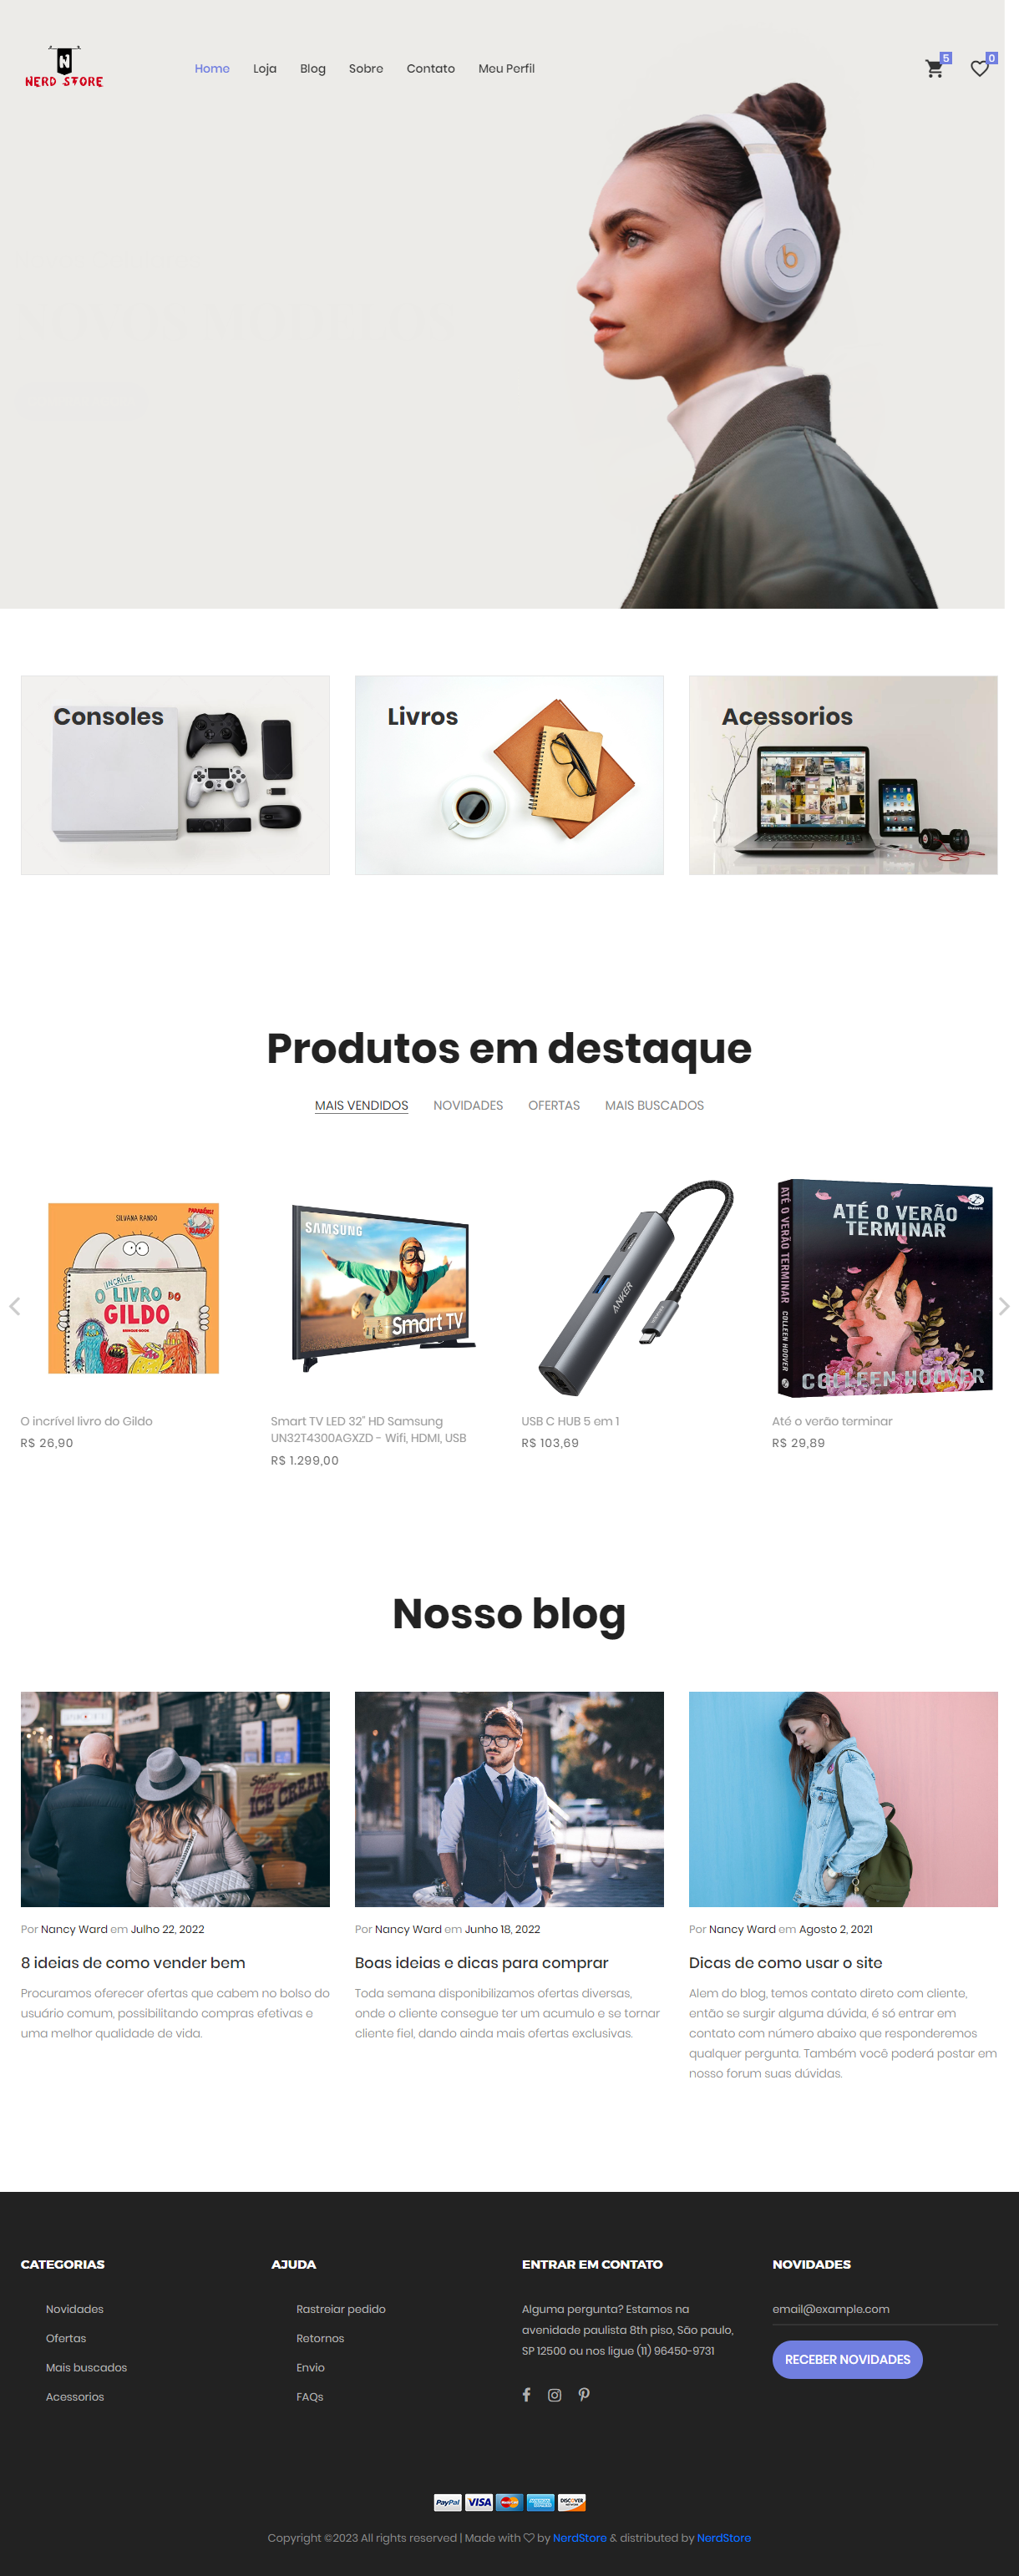 NERD STORE
Home Loja Blog Sobre Contato Meu Perfil
5 0
Consoles
Livros
Acessorios
Produtos em destaque
MAIS VENDIDOS NOVIDADES OFERTAS MAIS BUSCADOS
SILVANA RANDO
INCRÍVEL
O LIVRO DO
GILDO
SAMSUNG
Smart TV
ANKER
ATÉ O VERÃO
TERMINAR
COLLEEN HOOVER
ATÉ O VERÃO TERMINAR COLLEEN HOOVER
O incrível livro do Gildo
R$ 26,90
Smart TV LED 32" HD Samsung
UN32T4300AGXZD - Wifi, HDMI, USB
R$ 1.299,00
USB C HUB 5 em 1
R$ 103,69
Até o verão terminar
R$ 29,89
Nosso blog
Por Nancy Ward em Julho 22, 2022
8 ideias de como vender bem
Procuramos oferecer ofertas que cabem no bolso do
usuário comum, possibilitando compras efetivas e
uma melhor qualidade de vida.
Por Nancy Ward em Junho 18, 2022
Boas ideias e dicas para comprar
Toda semana disponibilizamos ofertas diversas,
onde o cliente consegue ter um acumulo e se tornar
cliente fiel, dando ainda mais ofertas exclusivas.
Por Nancy Ward em Agosto 2, 2021
Dicas de como usar o site
Alem do blog, temos contato direto com cliente,
então se surgir alguma dúvida, é só entrar em
contato com número abaixo que responderemos
qualquer pergunta. Também você poderá postar em
nosso forum suas dúvidas.
CATEGORIAS
Novidades
Ofertas
Mais buscados
Acessorios
AJUDA
Rastreiar pedido
Retornos
Envio
FAQs
ENTRAR EM CONTATO
Alguma pergunta? Estamos na
avenidade paulista 8th piso, São paulo,
SP 12500 ou nos ligue (11) 96450-9731
NOVIDADES
email@example.com
RECEBER NOVIDADES
PayPal VISA MasterCard DISCOVER
Copyright ©2023 All rights reserved | Made with by NerdStore & distributed by NerdStore